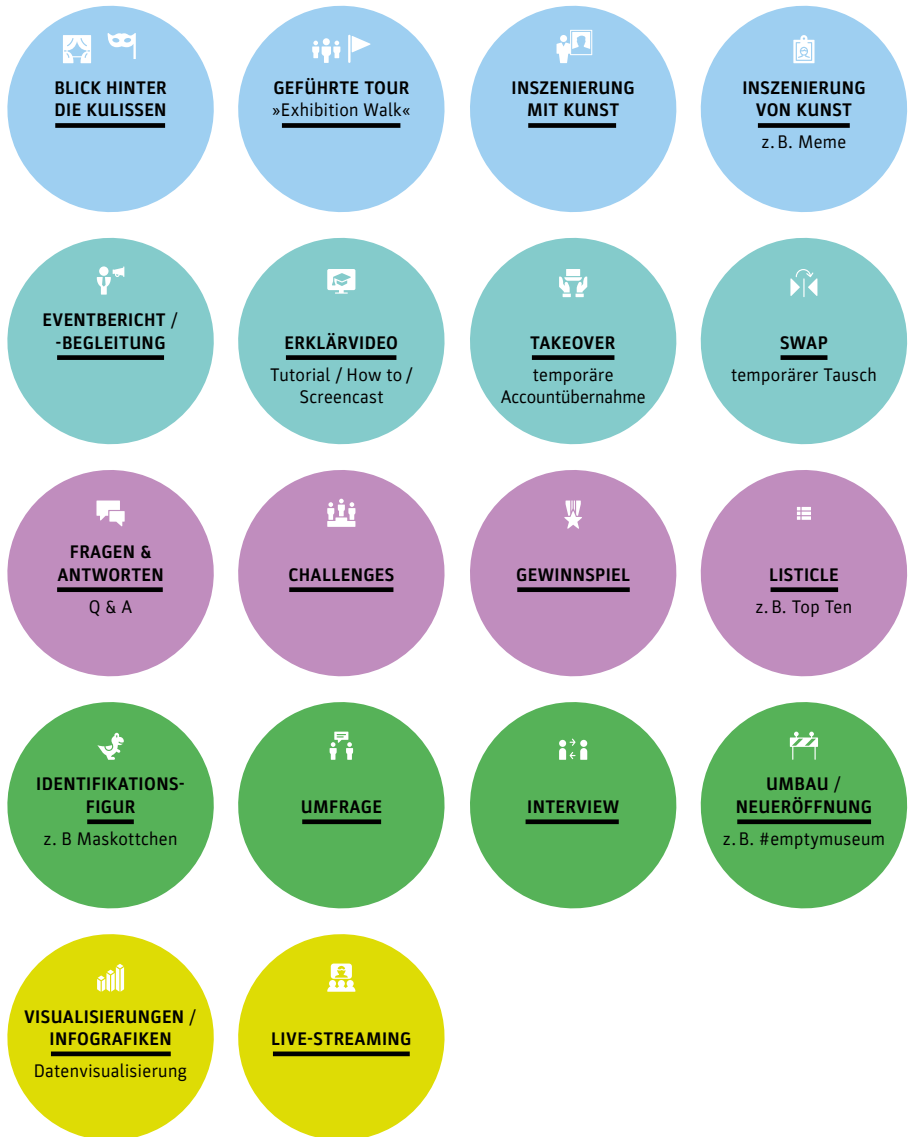 BLICK HINTER
DIE KULISSEN
GEFÜHRTE TOUR
»Exhibition Walk«
INSZENIERUNG
MIT KUNST
INSZENIERUNG
VON KUNST
z. B. Meme
EVENTBERICHT /
-BEGLEITUNG
ERKLÄRVIDEO
Tutorial / How to /
Screencast
TAKEOVER
temporäre
Accountübernahme
SWAP
temporärer Tausch
FRAGEN &
ANTWORTEN
Q & A
CHALLENGES
GEWINNSPIEL
LISTICLE
z. B. Top Ten
IDENTIFIKATIONS-
FIGUR
z. B Maskottchen
UMFRAGE
INTERVIEW
UMBAU /
NEUERÖFFNUNG
z. B. #emptymuseum
VISUALISIERUNGEN /
INFOGRAFIKEN
Datenvisualisierung
LIVE-STREAMING